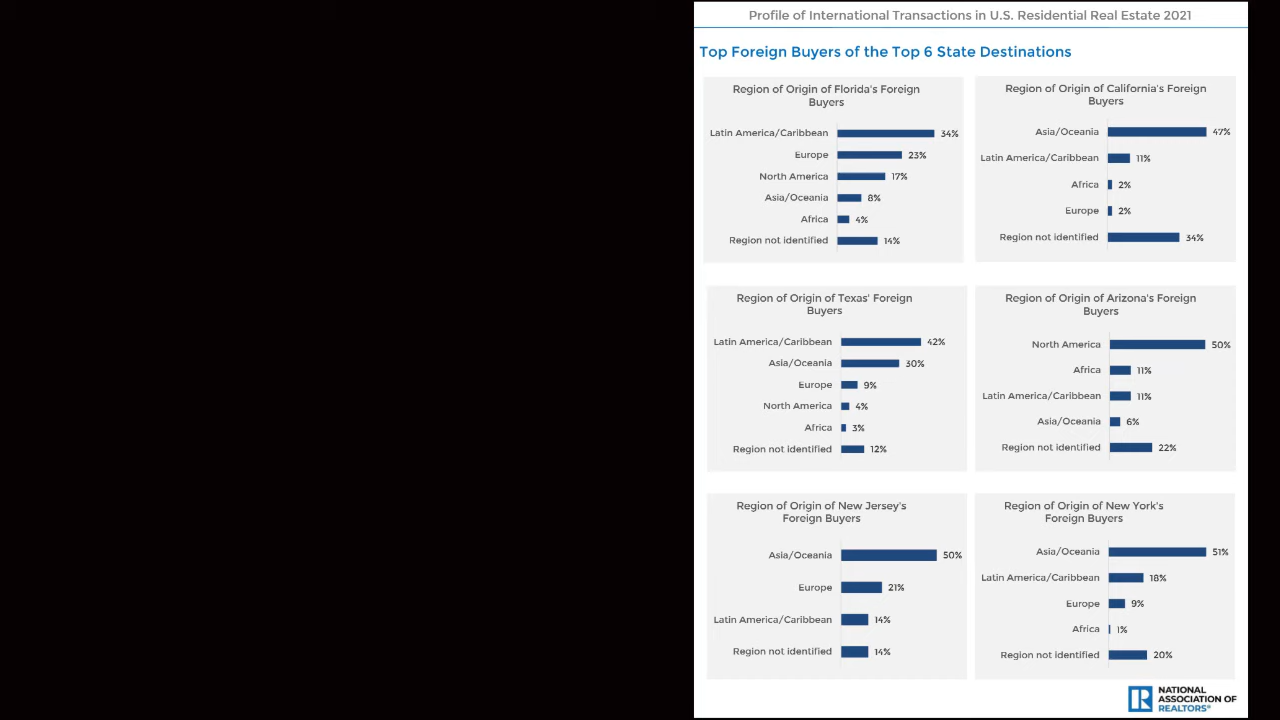 Profile of International Transactions in U.S. Residential Real Estate 2021
Top Foreign Buyers of the Top 6 State Destinations
Region of Origin of Florida's Foreign
Buyers
Latin America/Caribbean 34%
Europe 23%
North America 17%
Asia/Oceania 8%
Africa 4%
Region not identified 14%
Region of Origin of California's Foreign
Buyers
Asia/Oceania 47%
Latin America/Caribbean 11%
Africa 2%
Europe 2%
Region not identified 34%
Region of Origin of Texas' Foreign
Buyers
Latin America/Caribbean 42%
Asia/Oceania 30%
Europe 9%
North America 4%
Africa 3%
Region not identified 12%
Region of Origin of Arizona's Foreign
Buyers
North America 50%
Africa 11%
Latin America/Caribbean 11%
Asia/Oceania 6%
Region not identified 22%
Region of Origin of New Jersey's
Foreign Buyers
Asia/Oceania 50%
Europe 21%
Latin America/Caribbean 14%
Region not identified 14%
Region of Origin of New York's
Foreign Buyers
Asia/Oceania 51%
Latin America/Caribbean 18%
Europe 9%
Africa 1%
Region not identified 20%
NATIONAL
ASSOCIATION OF
REALTORS®